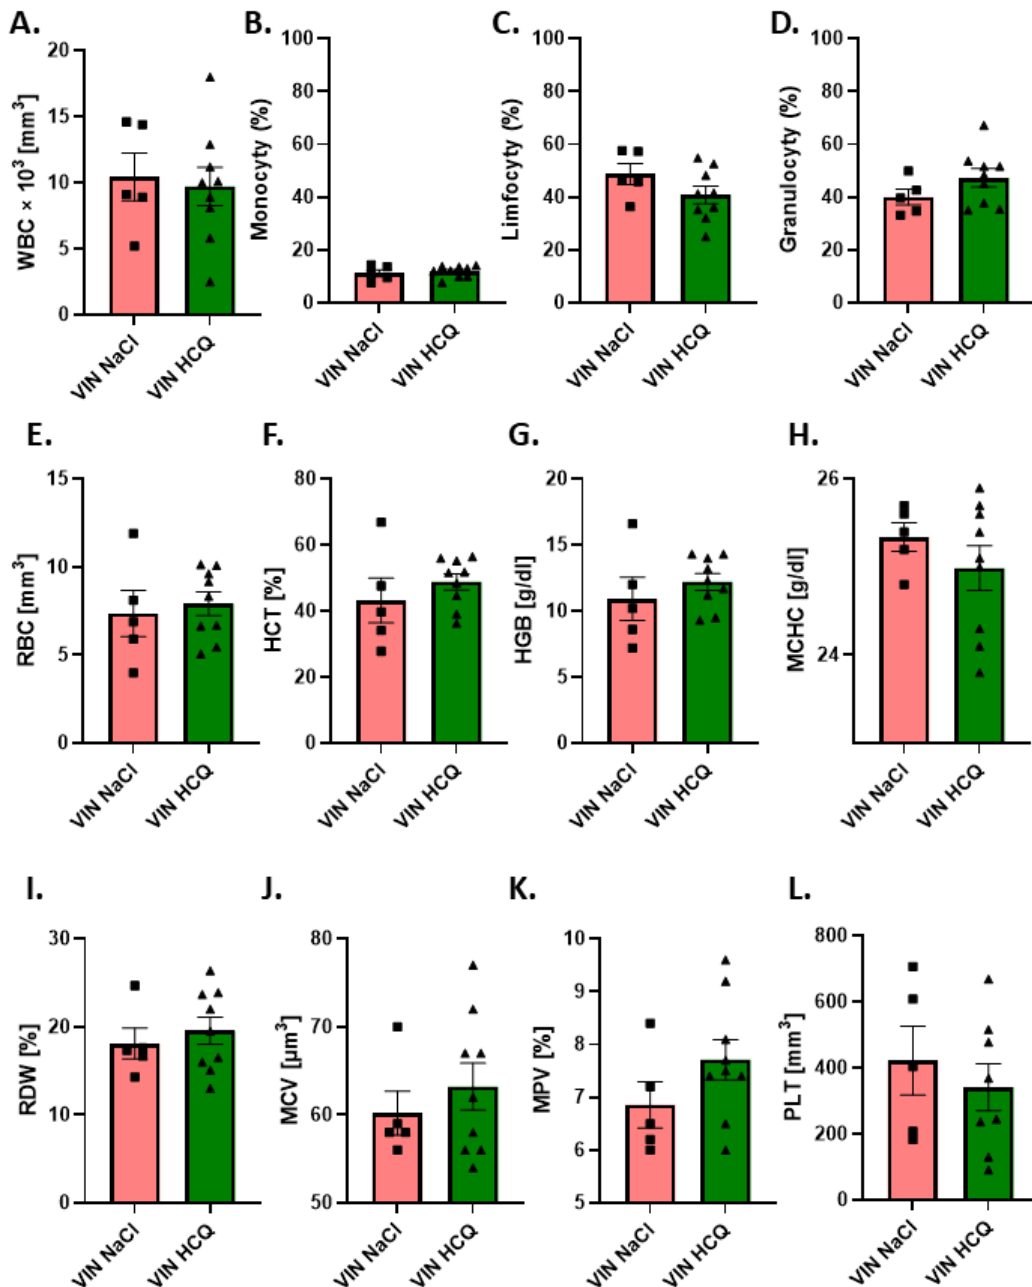 A.
WBC × 10³ [mm³]
20
15
10
5
0
VIN NaCl
VIN HCQ
B.
Monocyty (%)
100
80
60
40
20
0
VIN NaCl
VIN HCQ
C.
Limfocyty (%)
100
80
60
40
20
0
VIN NaCl
VIN HCQ
D.
Granulocyty (%)
100
80
60
40
20
0
VIN NaCl
VIN HCQ
E.
RBC [mm³]
15
10
5
0
VIN NaCl
VIN HCQ
F.
HCT [%]
80
60
40
20
0
VIN NaCl
VIN HCQ
G.
HGB [g/dl]
20
15
10
5
0
VIN NaCl
VIN HCQ
H.
MCHC [g/dl]
26
24
VIN NaCl
VIN HCQ
I.
RDW [%]
30
20
10
0
VIN NaCl
VIN HCQ
J.
MCV [µm³]
80
70
60
50
VIN NaCl
VIN HCQ
K.
MPV [%]
10
9
8
7
6
5
VIN NaCl
VIN HCQ
L.
PLT [mm³]
800
600
400
200
0
VIN NaCl
VIN HCQ